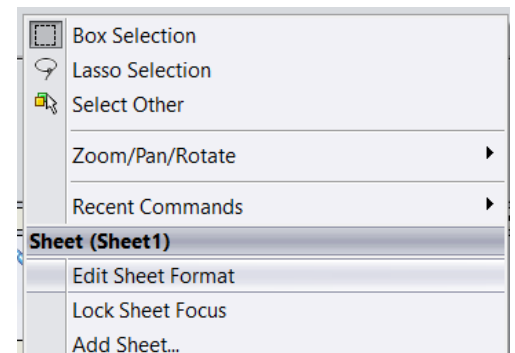 Box Selection
Lasso Selection
Select Other
Zoom/Pan/Rotate
Recent Commands
Sheet (Sheet1)
Edit Sheet Format
Lock Sheet Focus
Add Sheet...